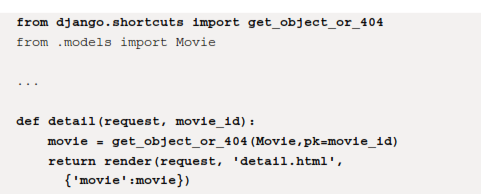 from django.shortcuts import get_object_or_404
from .models import Movie
...
def detail(request, movie_id):
    movie = get_object_or_404(Movie,pk=movie_id)
    return render(request, 'detail.html',
      {'movie':movie})